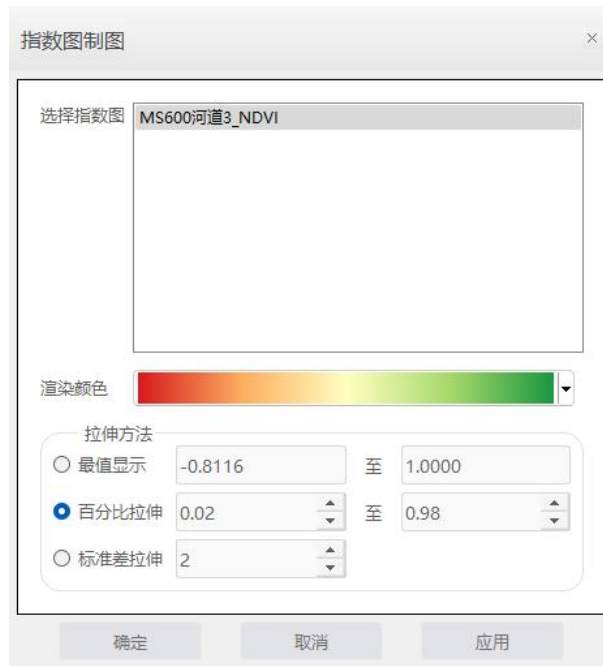 指数图制图
选择指数图 MS600河道3_NDVI
渲染颜色
拉伸方法
最值显示 -0.8116 至 1.0000
百分比拉伸 0.02 至 0.98
标准差拉伸 2
确定 取消 应用